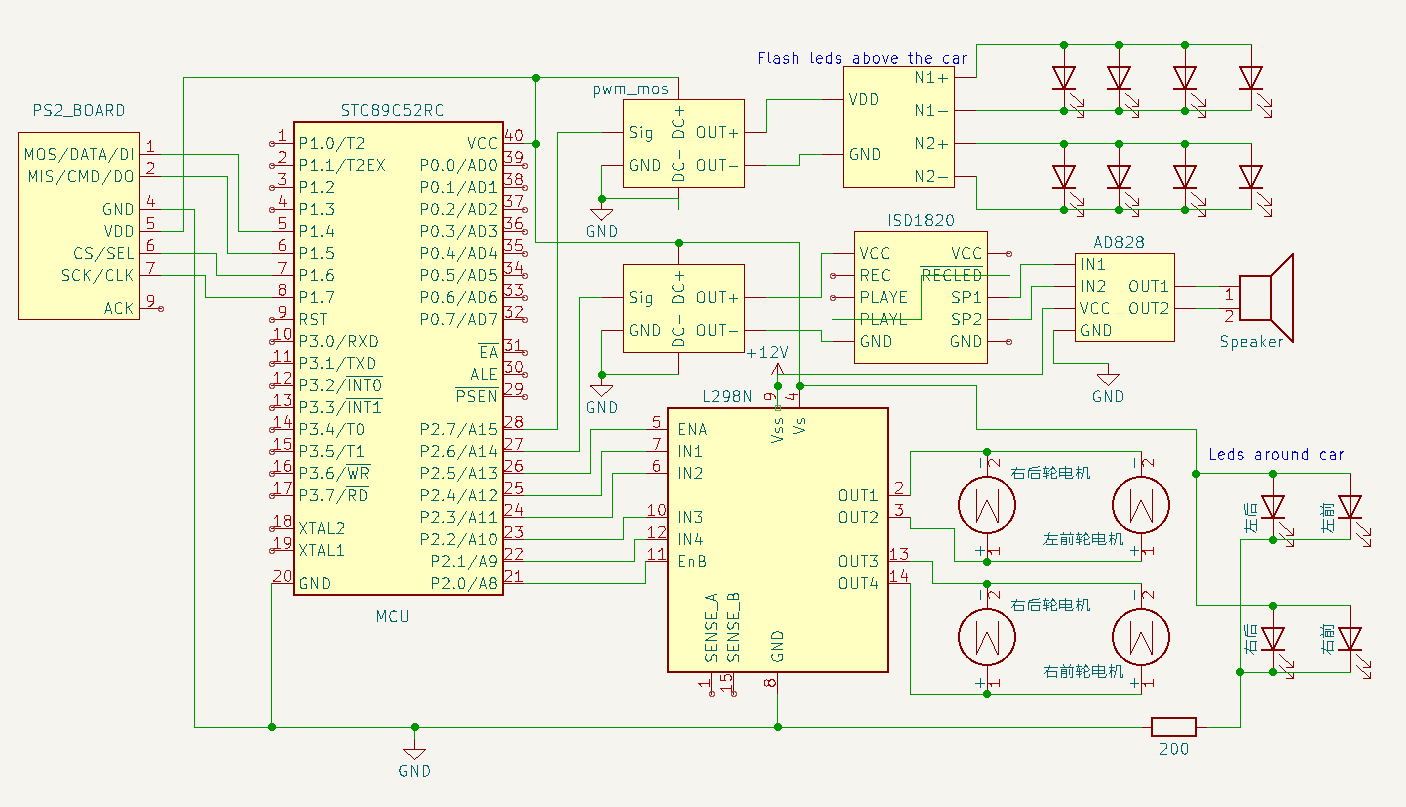 Flash leds above the car
PS2_BOARD
MOS/DATA/DI 1
MIS/CMD/DO 2
GND 4
VDD 5
CS/SEL 6
SCK/CLK 7
ACK 9
STC89C52RC
1 P1.0/T2
2 P1.1/T2EX
3 P1.2
4 P1.3
5 P1.4
6 P1.5
7 P1.6
8 P1.7
9 RST
10 P3.0/RXD
11 P3.1/TXD
12 P3.2/INT0
13 P3.3/INT1
14 P3.4/T0
15 P3.5/T1
16 P3.6/WR
17 P3.7/RD
18 XTAL2
19 XTAL1
20 GND
VCC 40
P0.0/AD0 39
P0.1/AD1 38
P0.2/AD2 37
P0.3/AD3 36
P0.4/AD4 35
P0.5/AD5 34
P0.6/AD6 33
P0.7/AD7 32
EA 31
ALE 30
PSEN 29
P2.7/A15 28
P2.6/A14 27
P2.5/A13 26
P2.4/A12 25
P2.3/A11 24
P2.2/A10 23
P2.1/A9 22
P2.0/A8 21
MCU
GND
pwm_mos
Sig
GND
DC+
DC-
OUT+
OUT-
GND
VDD
GND
N1+
N1-
N2+
N2-
Sig
GND
DC+
DC-
OUT+
OUT-
GND
ISD1820
VCC
REC
PLAYE
PLAYL
GND
VCC
RECLED
SP1
SP2
GND
AD828
IN1
IN2
VCC
GND
OUT1
OUT2
1
2
Speaker
GND
+12V
L298N
9 Vss
4 Vs
5 ENA
7 IN1
6 IN2
10 IN3
12 IN4
11 EnB
OUT1 2
OUT2 3
OUT3 13
OUT4 14
SENSE_A 1
SENSE_B 15
GND 8
右后轮电机
- 2
+ 1
左前轮电机
- 2
+ 1
右后轮电机
- 2
+ 1
右前轮电机
- 2
+ 1
Leds around car
左后
左前
右后
右前
200